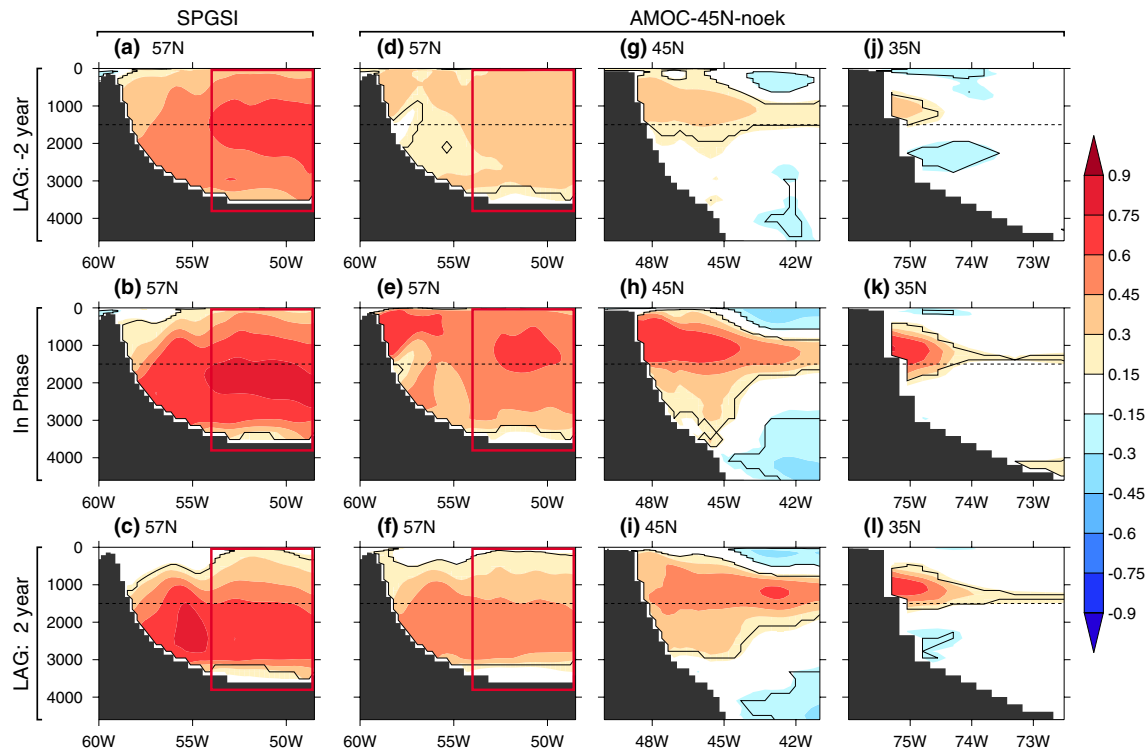 SPGSI AMOC-45N-noek
(a) 57N (d) 57N (g) 45N (j) 35N
LAG: -2 year
0
1000
2000
3000
4000
60W 55W 50W 60W 55W 50W 48W 45W 42W 75W 74W 73W
(b) 57N (e) 57N (h) 45N (k) 35N
In Phase
0
1000
2000
3000
4000
60W 55W 50W 60W 55W 50W 48W 45W 42W 75W 74W 73W
(c) 57N (f) 57N (i) 45N (l) 35N
LAG: 2 year
0
1000
2000
3000
4000
60W 55W 50W 60W 55W 50W 48W 45W 42W 75W 74W 73W
0.9
0.75
0.6
0.45
0.3
0.15
-0.15
-0.3
-0.45
-0.6
-0.75
-0.9